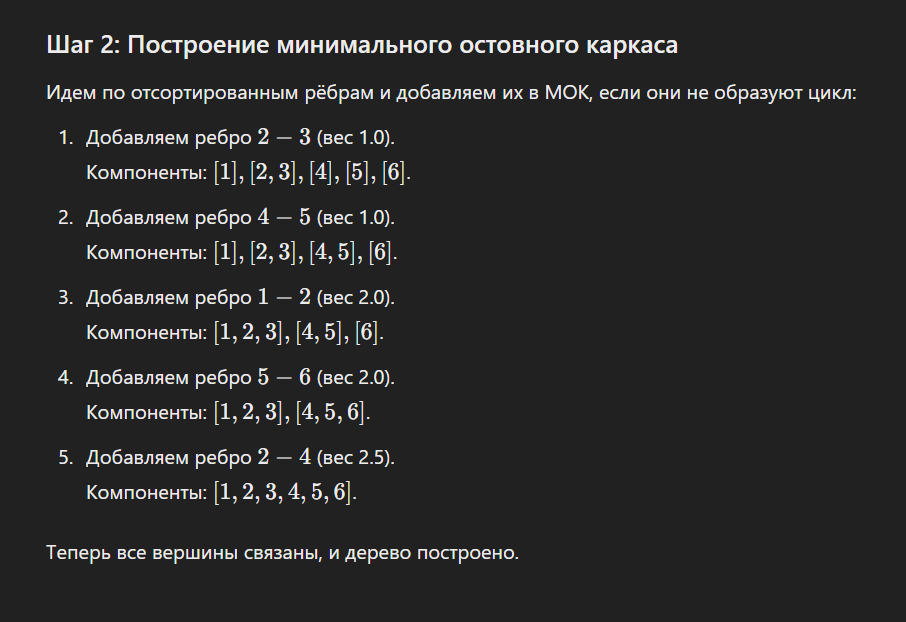 Шаг 2: Построение минимального остовного каркаса
Идем по отсортированным рёбрам и добавляем их в МОК, если они не образуют цикл:
1. Добавляем ребро 2 − 3 (вес 1.0).
Компоненты: [1], [2, 3], [4], [5], [6].
2. Добавляем ребро 4 − 5 (вес 1.0).
Компоненты: [1], [2, 3], [4, 5], [6].
3. Добавляем ребро 1 − 2 (вес 2.0).
Компоненты: [1, 2, 3], [4, 5], [6].
4. Добавляем ребро 5 − 6 (вес 2.0).
Компоненты: [1, 2, 3], [4, 5, 6].
5. Добавляем ребро 2 − 4 (вес 2.5).
Компоненты: [1, 2, 3, 4, 5, 6].
Теперь все вершины связаны, и дерево построено.